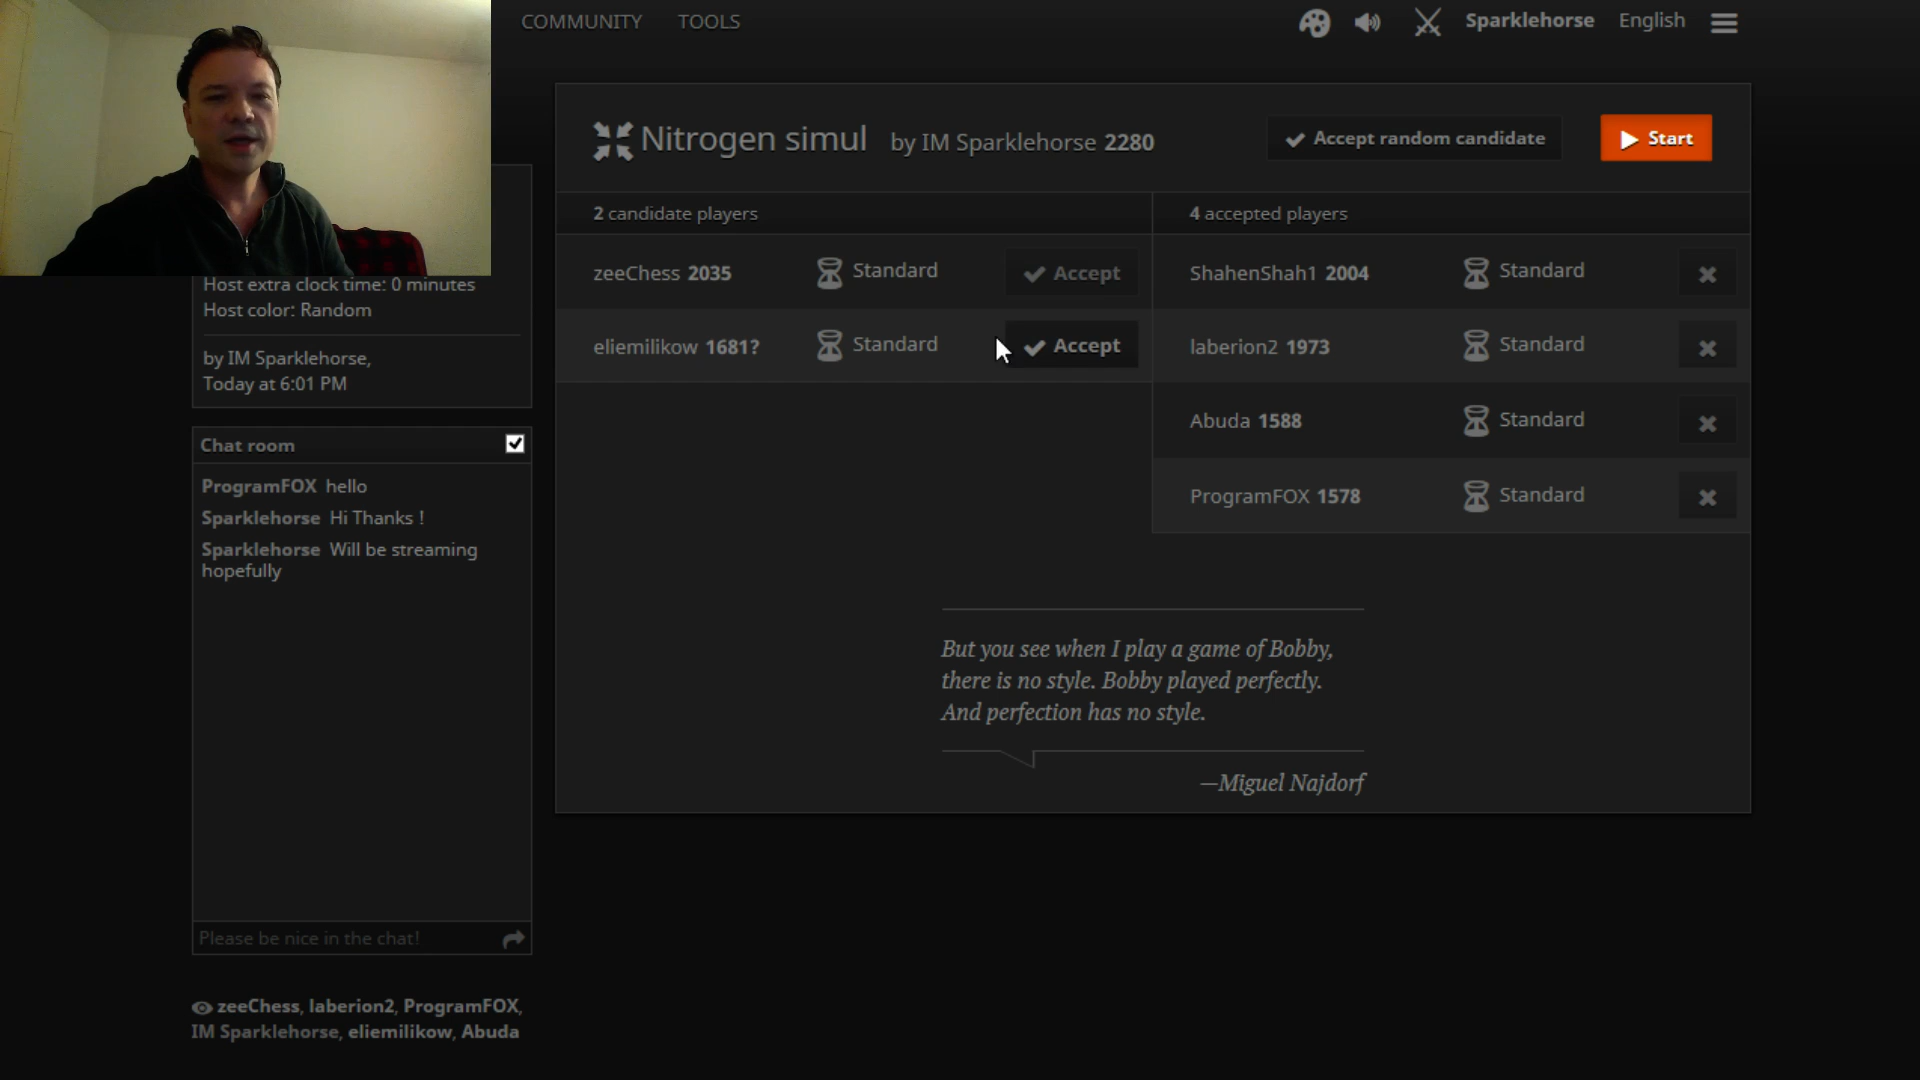 COMMUNITY TOOLS
Sparklehorse English
Nitrogen simul by IM Sparklehorse 2280
Accept random candidate
Start
2 candidate players
4 accepted players
zeeChess 2035 Standard Accept
eliemilikow 1681? Standard Accept
ShahenShah1 2004 Standard
laberion2 1973 Standard
Abuda 1588 Standard
ProgramFOX 1578 Standard
But you see when I play a game of Bobby,
there is no style. Bobby played perfectly.
And perfection has no style.
—Miguel Najdorf
Host extra clock time: 0 minutes
Host color: Random
by IM Sparklehorse,
Today at 6:01 PM
Chat room
ProgramFOX hello
Sparklehorse Hi Thanks !
Sparklehorse Will be streaming
hopefully
Please be nice in the chat!
zeeChess, laberion2, ProgramFOX,
IM Sparklehorse, eliemilikow, Abuda